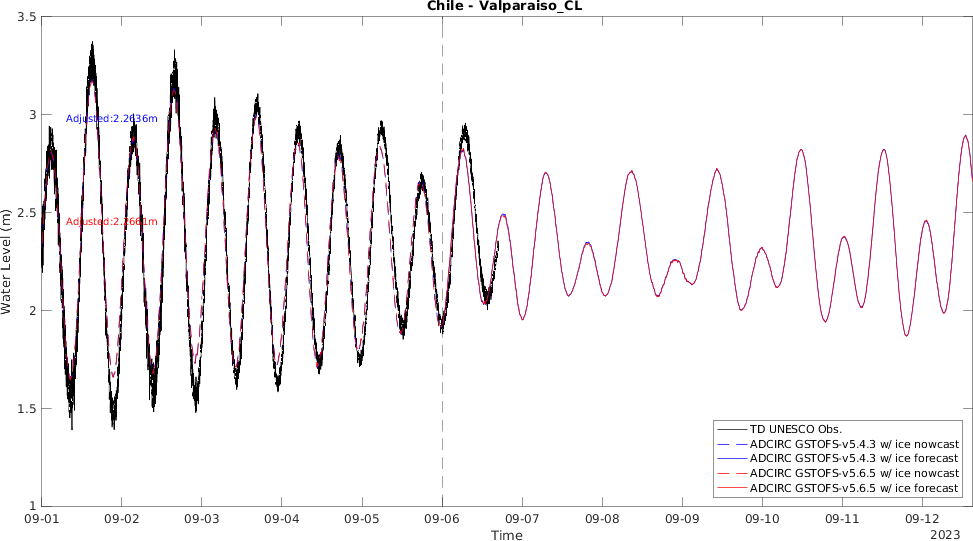 Chile - Valparaiso_CL
3.5
3
2.5
2
1.5
1
Water Level (m)
Adjusted:2.2636m
Adjusted:2.2661m
TD UNESCO Obs.
ADCIRC GSTOFS-v5.4.3 w/ ice nowcast
ADCIRC GSTOFS-v5.4.3 w/ ice forecast
ADCIRC GSTOFS-v5.6.5 w/ ice nowcast
ADCIRC GSTOFS-v5.6.5 w/ ice forecast
09-01 09-02 09-03 09-04 09-05 09-06 09-07 09-08 09-09 09-10 09-11 09-12
Time
2023